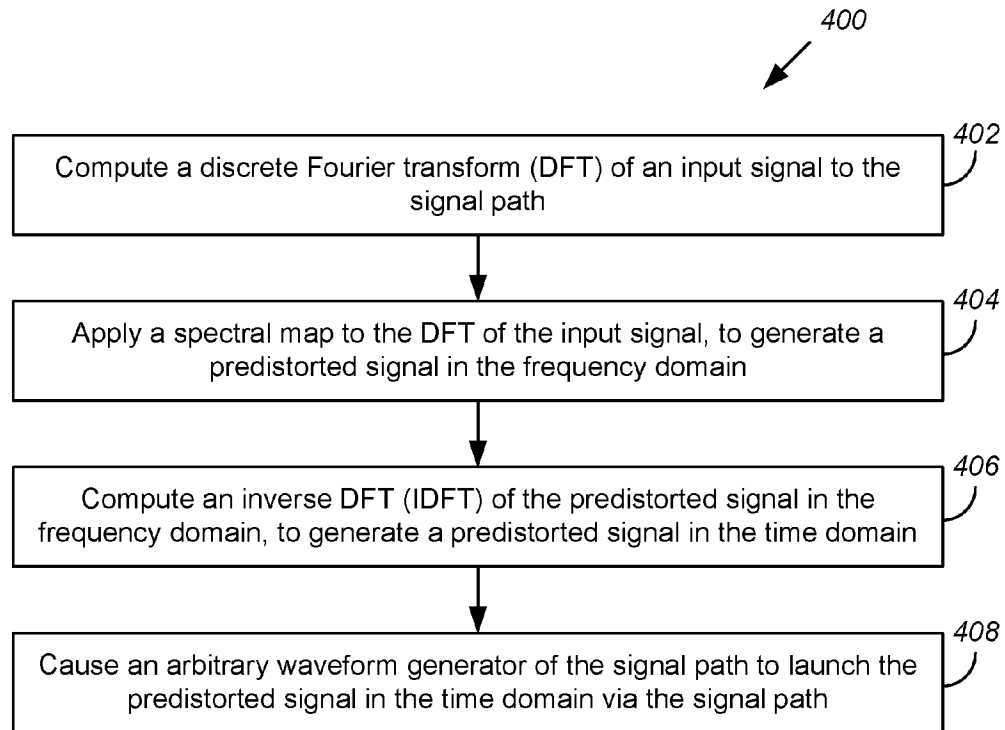 400
402
Compute a discrete Fourier transform (DFT) of an input signal to the
signal path
404
Apply a spectral map to the DFT of the input signal, to generate a
predistorted signal in the frequency domain
406
Compute an inverse DFT (IDFT) of the predistorted signal in the
frequency domain, to generate a predistorted signal in the time domain
408
Cause an arbitrary waveform generator of the signal path to launch the
predistorted signal in the time domain via the signal path